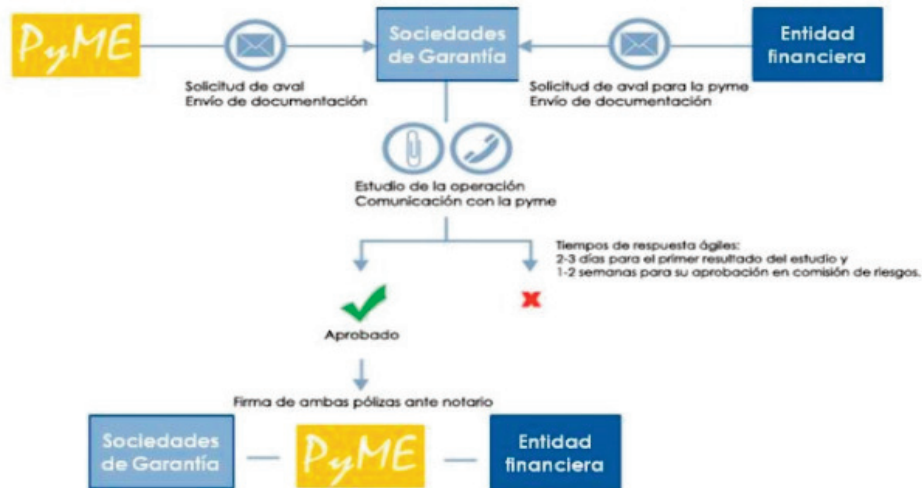 PyME
Sociedades
de Garantía
Entidad
financiera
Solicitud de aval
Envío de documentación
Solicitud de aval para la pyme
Envío de documentación
Estudio de la operación
Comunicación con la pyme
Tiempos de respuesta ágiles:
2-3 días para el primer resultado del estudio y
1-2 semanas para su aprobación en comisión de riesgos.
Aprobado
Firma de ambas pólizas ante notario
Sociedades
de Garantía
PyME
Entidad
financiera